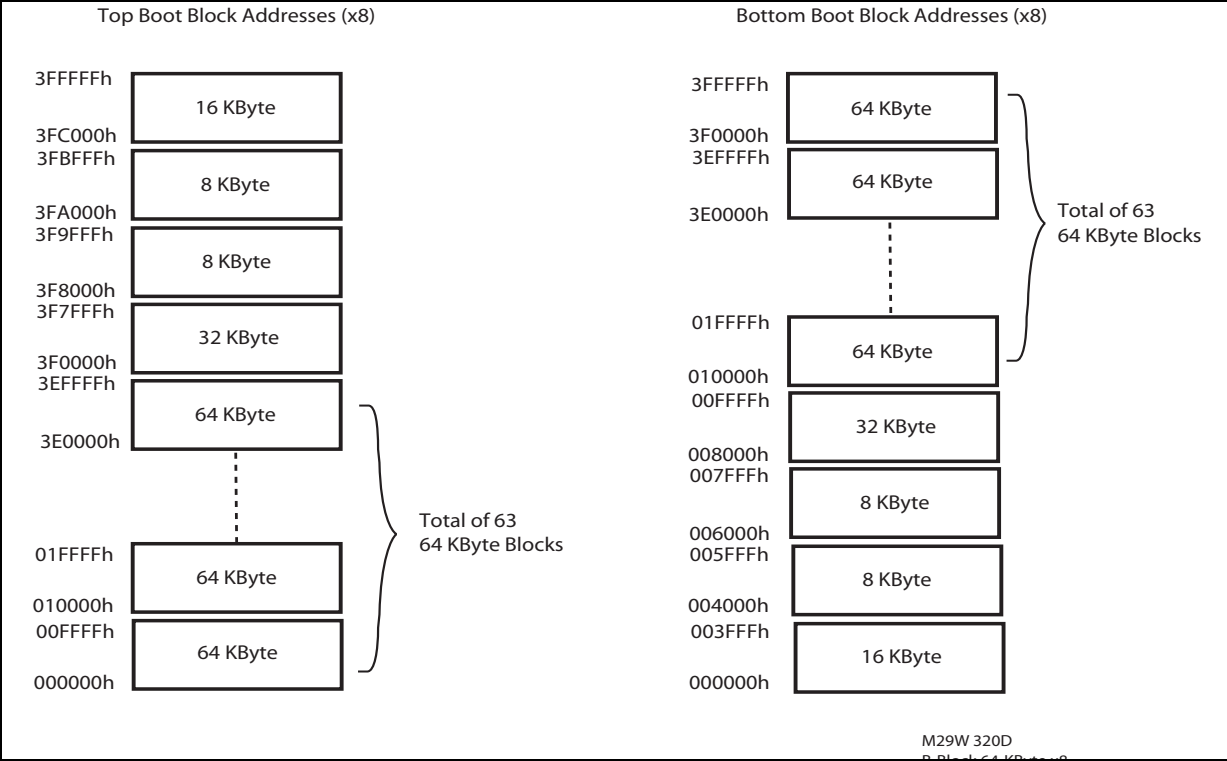 Top Boot Block Addresses (x8)
3FFFFFh
16 KByte
3FC000h
3FBFFFh
8 KByte
3FA000h
3F9FFFh
8 KByte
3F8000h
3F7FFFh
32 KByte
3F0000h
3EFFFFh
64 KByte
3E0000h
Total of 63
64 KByte Blocks
01FFFFh
64 KByte
010000h
00FFFFh
64 KByte
000000h
Bottom Boot Block Addresses (x8)
3FFFFFh
64 KByte
3F0000h
3EFFFFh
64 KByte
3E0000h
Total of 63
64 KByte Blocks
01FFFFh
64 KByte
010000h
00FFFFh
32 KByte
008000h
007FFFh
8 KByte
006000h
005FFFh
8 KByte
004000h
003FFFh
16 KByte
000000h
M29W 320D